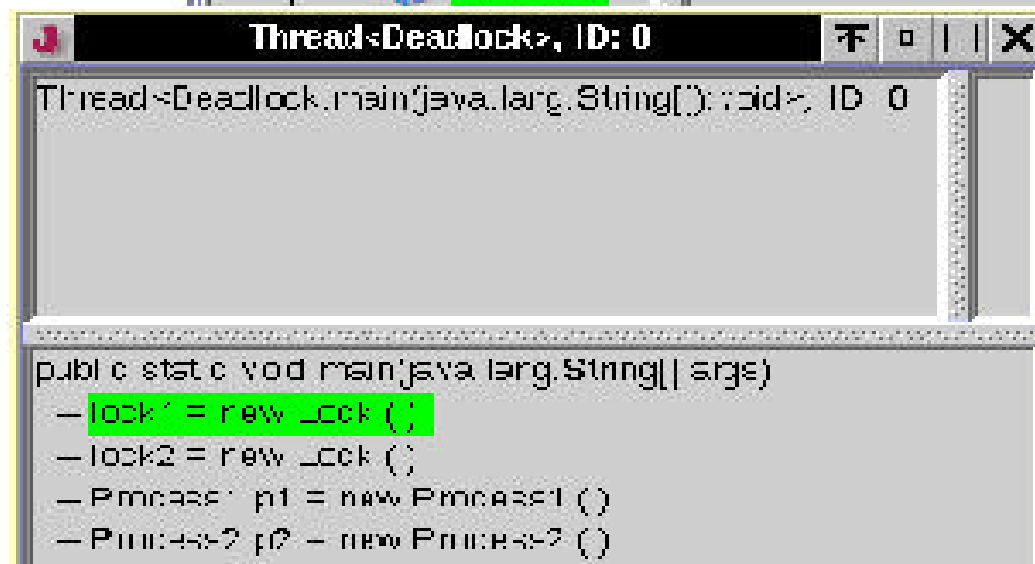 Thread<Deadlock>, ID: 0
Thread<Deadlock.main(java.lang.String[]):void>, ID: 0
public static void main(java.lang.String[] args)
lock1 = new Lock ()
lock2 = new Lock ()
Process1 p1 = new Process1 ()
Process2 p2 = new Process2 ()